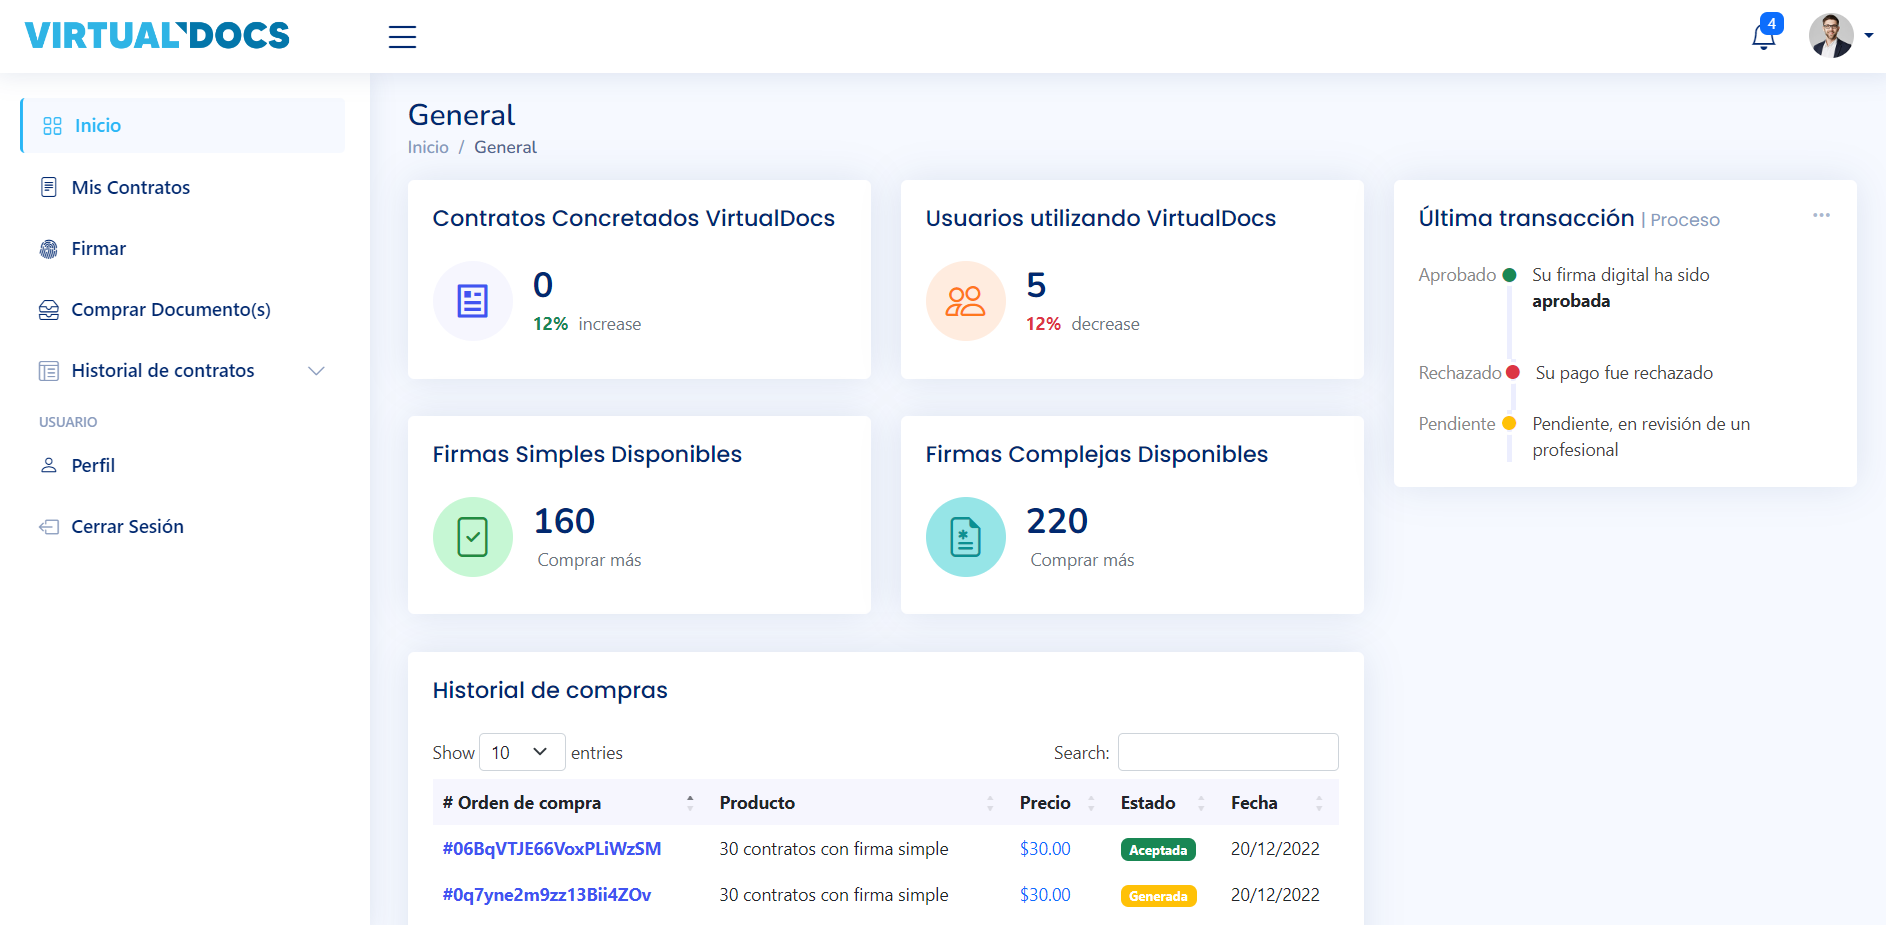 VIRTUAL DOCS
4
Inicio
Mis Contratos
Firmar
Comprar Documento(s)
Historial de contratos
USUARIO
Perfil
Cerrar Sesión
General
Inicio / General
Contratos Concretados VirtualDocs
0
12% increase
Usuarios utilizando VirtualDocs
5
12% decrease
Última transacción | Proceso
Aprobado Su firma digital ha sido
aprobada
Rechazado Su pago fue rechazado
Pendiente Pendiente, en revisión de un
profesional
Firmas Simples Disponibles
160
Comprar más
Firmas Complejas Disponibles
220
Comprar más
Historial de compras
Show 10 entries Search:
# Orden de compra Producto Precio Estado Fecha
#06BqVTJE66VoxPLiWzSM 30 contratos con firma simple $30.00 Aceptada 20/12/2022
#0q7yne2m9zz13Bii4ZOv 30 contratos con firma simple $30.00 Generada 20/12/2022